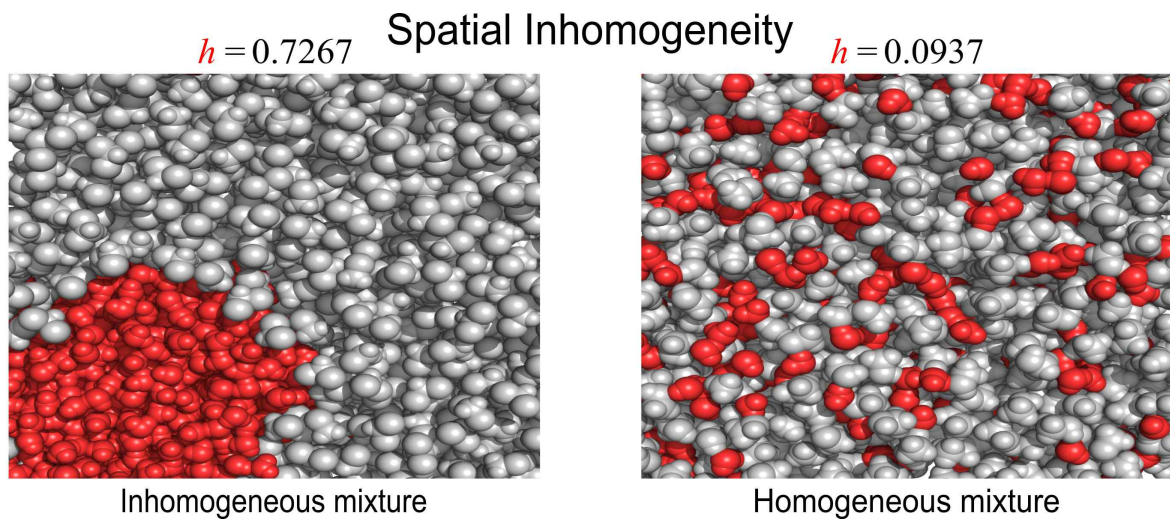 Spatial Inhomogeneity
h = 0.7267
h = 0.0937
Inhomogeneous mixture
Homogeneous mixture